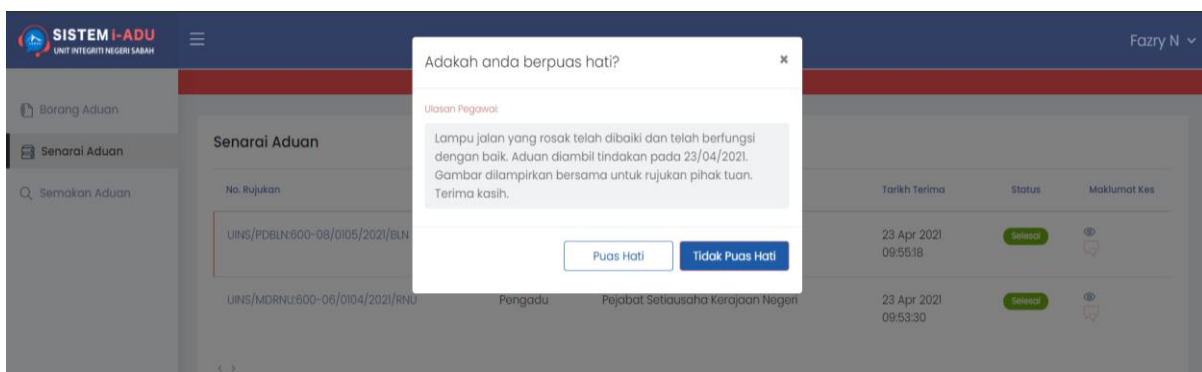 SISTEM i-ADU
UNIT INTEGRITI NEGERI SABAH
Fazry N
Borang Aduan
Senarai Aduan
Semakan Aduan
Adakah anda berpuas hati?
Ulasan Pegawai:
Lampu jalan yang rosak telah dibaiki dan telah berfungsi
dengan baik. Aduan diambil tindakan pada 23/04/2021.
Gambar dilampirkan bersama untuk rujukan pihak tuan.
Terima kasih.
Puas Hati Tidak Puas Hati
Senarai Aduan
No. Rujukan Tarikh Terima Status Maklumat Kes
UINS/PDBLN:600-08/0105/2021/BLN 23 Apr 2021 Selesai
09:55:18
UINS/MDRNU:600-06/0104/2021/RNU Pengadu Pejabat Setiausaha Kerajaan Negeri 23 Apr 2021 Selesai
09:53:30